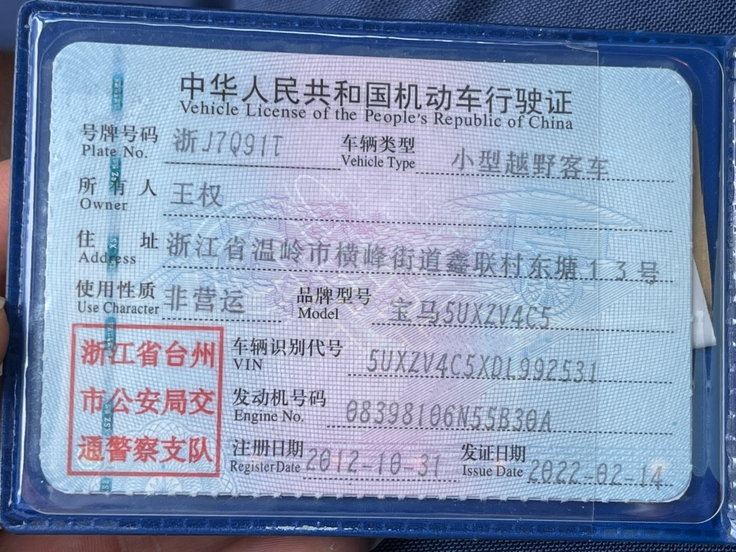 中华人民共和国机动车行驶证
Vehicle License of the People's Republic of China
号牌号码 浙J7Q91T 车辆类型 小型越野客车
Plate No. Vehicle Type
所有人 王权
Owner
住址 浙江省温岭市横峰街道鑫联村东塘13号
Address
使用性质 非营运 品牌型号 宝马5UXZV4C5
Use Character Model
浙江省台州
市公安局交
通警察支队
车辆识别代号 5UXZV4C5XDL992531
VIN
发动机号码 08398106N55B30A
Engine No.
注册日期 2012-10-31 发证日期 2022-02-14
Register Date Issue Date